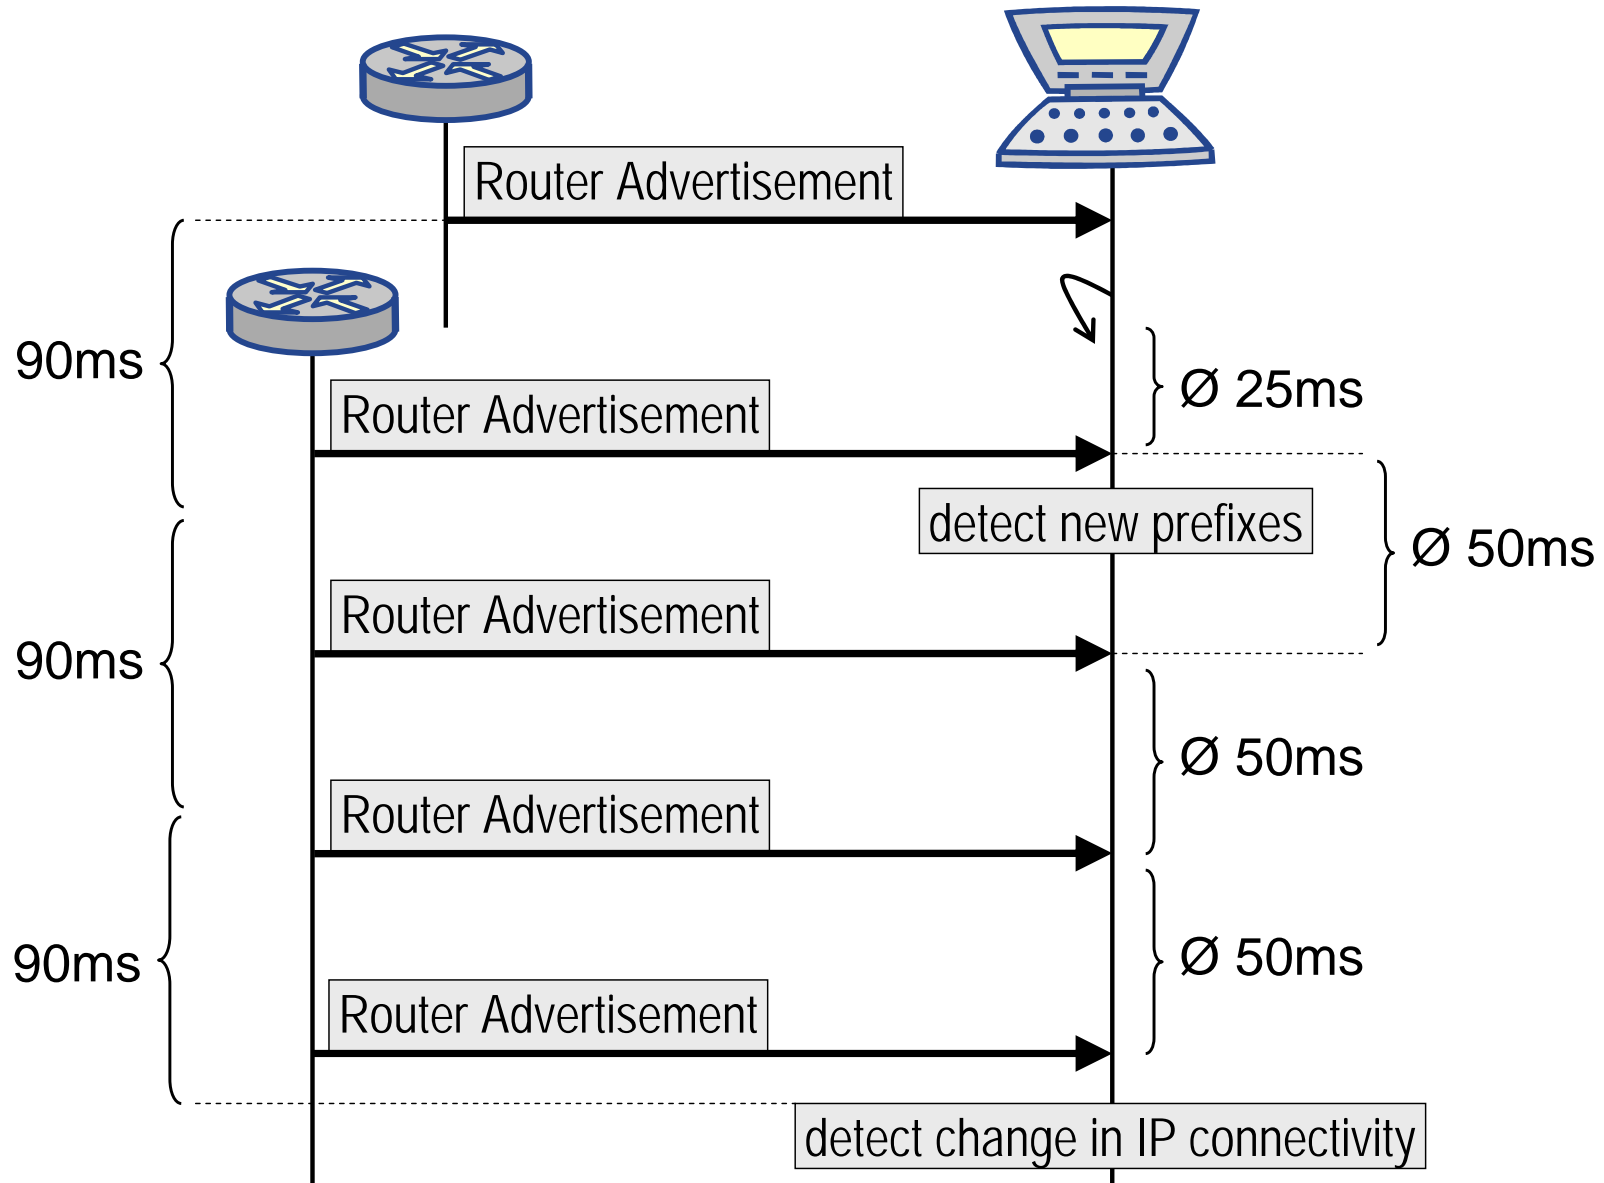 Router Advertisement
90ms
Ø 25ms
Router Advertisement
detect new prefixes
Ø 50ms
Router Advertisement
90ms
Ø 50ms
Router Advertisement
Ø 50ms
90ms
Router Advertisement
detect change in IP connectivity